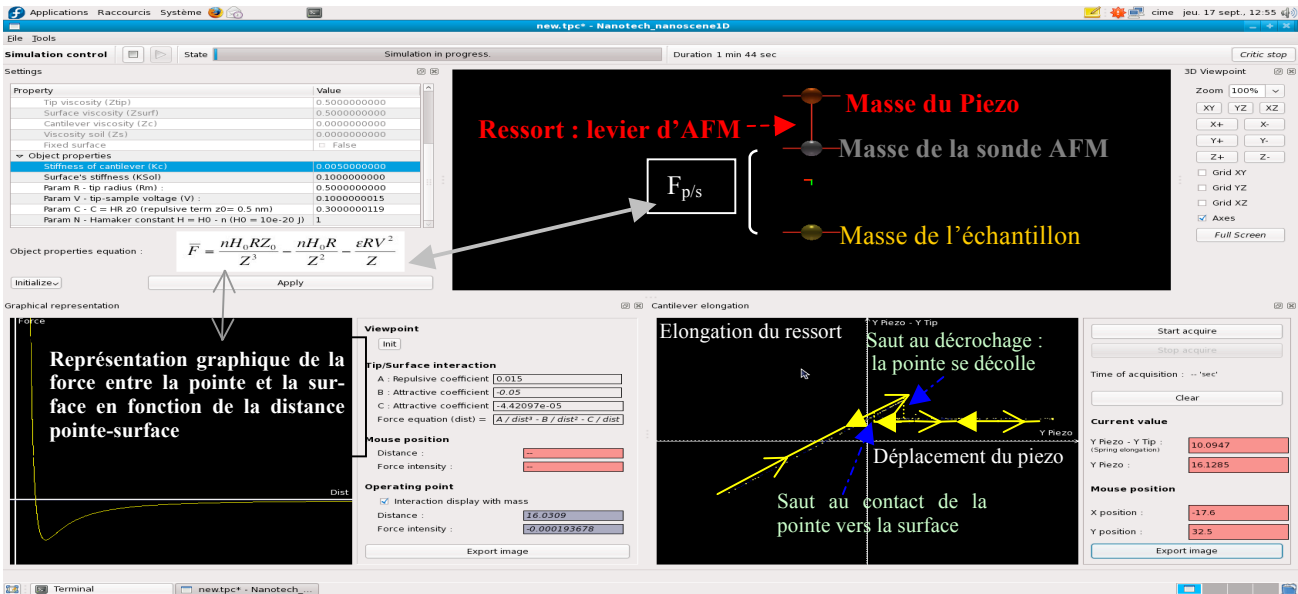 Applications Raccourcis Système cime jeu. 17 sept., 12:55
new.tpc* - Nanotech_nanoscene1D
File Tools
Simulation control State Simulation in progress. Duration 1 min 44 sec Critic stop
Settings
Property Value
Tip viscosity (Ztip) 0.5000000000
Surface viscosity (Zsurf) 0.5000000000
Cantilever viscosity (Zc) 0.0000000000
Viscosity soil (Zs) 0.0000000000
Fixed surface False
Object properties
Stiffness of cantilever (Kc) 0.0050000000
Surface's stiffness (KSol) 0.1000000000
Param R - tip radius (Rm) : 0.5000000000
Param V - tip-sample voltage (V) : 0.1000000015
Param C - C = HR z0 (repulsive term z0= 0.5 nm) 0.3000000119
Param N - Hamaker constant H = H0 - n (H0 = 10e-20 J) 1
Object properties equation : F̅ = nH₀RZ₀/Z³ - nH₀R/Z² - εRV²/Z
Initialize Apply
Masse du Piezo
Ressort : levier d'AFM
Masse de la sonde AFM
Fp/s
Masse de l'échantillon
3D Viewpoint
Zoom 100%
XY YZ XZ
X+ X-
Y+ Y-
Z+ Z-
Grid XY
Grid YZ
Grid XZ
Axes
Full Screen
Graphical representation
Force
Représentation graphique de la
force entre la pointe et la sur-
face en fonction de la distance
pointe-surface
Dist
Viewpoint
Init
Tip/Surface interaction
A : Repulsive coefficient 0.015
B : Attractive coefficient -0.05
C : Attractive coefficient -4.42097e-05
Force equation (dist) = A / dist³ - B / dist² - C / dist
Mouse position
Distance : --
Force intensity : --
Operating point
Interaction display with mass
Distance : 16.0309
Force intensity : -0.000193678
Export image
Cantilever elongation
Elongation du ressort
Y Piezo - Y Tip
Saut au décrochage :
la pointe se décolle
Y Piezo
Déplacement du piezo
Saut au contact de la
pointe vers la surface
Start acquire
Stop acquire
Time of acquisition : -- 'sec'
Clear
Current value
Y Piezo - Y Tip : 10.0947
(Spring elongation)
Y Piezo : 16.1285
Mouse position
X position : -17.6
Y position : 32.5
Export image
Terminal new.tpc* - Nanotech_...